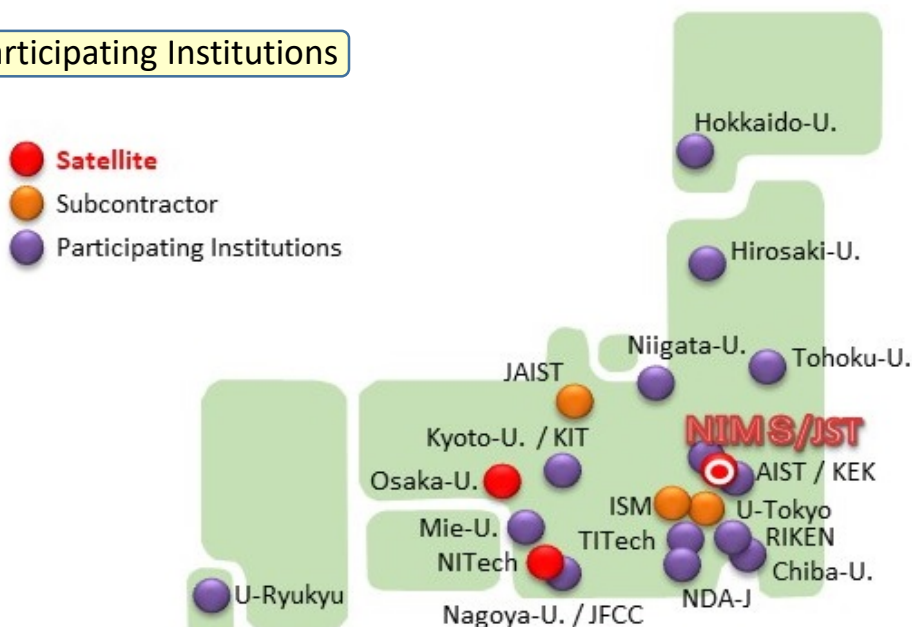 articipating Institutions
Satellite
Subcontractor
Participating Institutions
Hokkaido-U.
Hirosaki-U.
Niigata-U.
Tohoku-U.
JAIST
NIMS/JST
Kyoto-U. / KIT
AIST / KEK
Osaka-U.
ISM
U-Tokyo
Mie-U.
TITech
RIKEN
NITech
Chiba-U.
U-Ryukyu
NDA-J
Nagoya-U. / JFCC